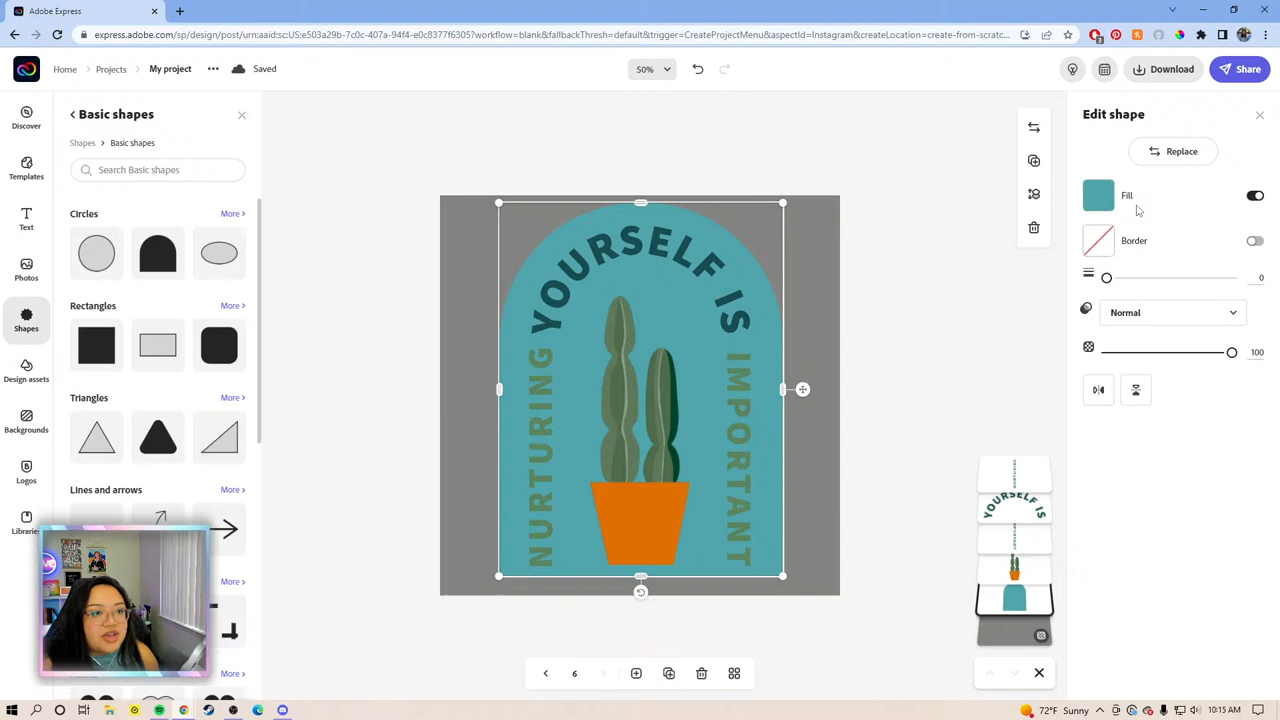 Adobe Express
express.adobe.com/sp/design/post/urn:aaid:sc:US:e503a29b-7c0c-407a-94f4-e0c8377f6305?workflow=blank&fallbackThresh=default&trigger=CreateProjectMenu&aspectId=Instagram&createLocation=create-from-scratc...
Home
Projects
My project
Saved
50%
Download
Share
Discover
Templates
Text
Photos
Shapes
Design assets
Backgrounds
Logos
Libraries
Basic shapes
Shapes > Basic shapes
Search Basic shapes
Circles
More >
Rectangles
More >
Triangles
More >
Lines and arrows
More >
More >
More >
NURTURING
YOURSELF IS
IMPORTANT
6
Edit shape
Replace
Fill
Border
0
Normal
100
YOURSELF IS
72°F Sunny
10:15 AM